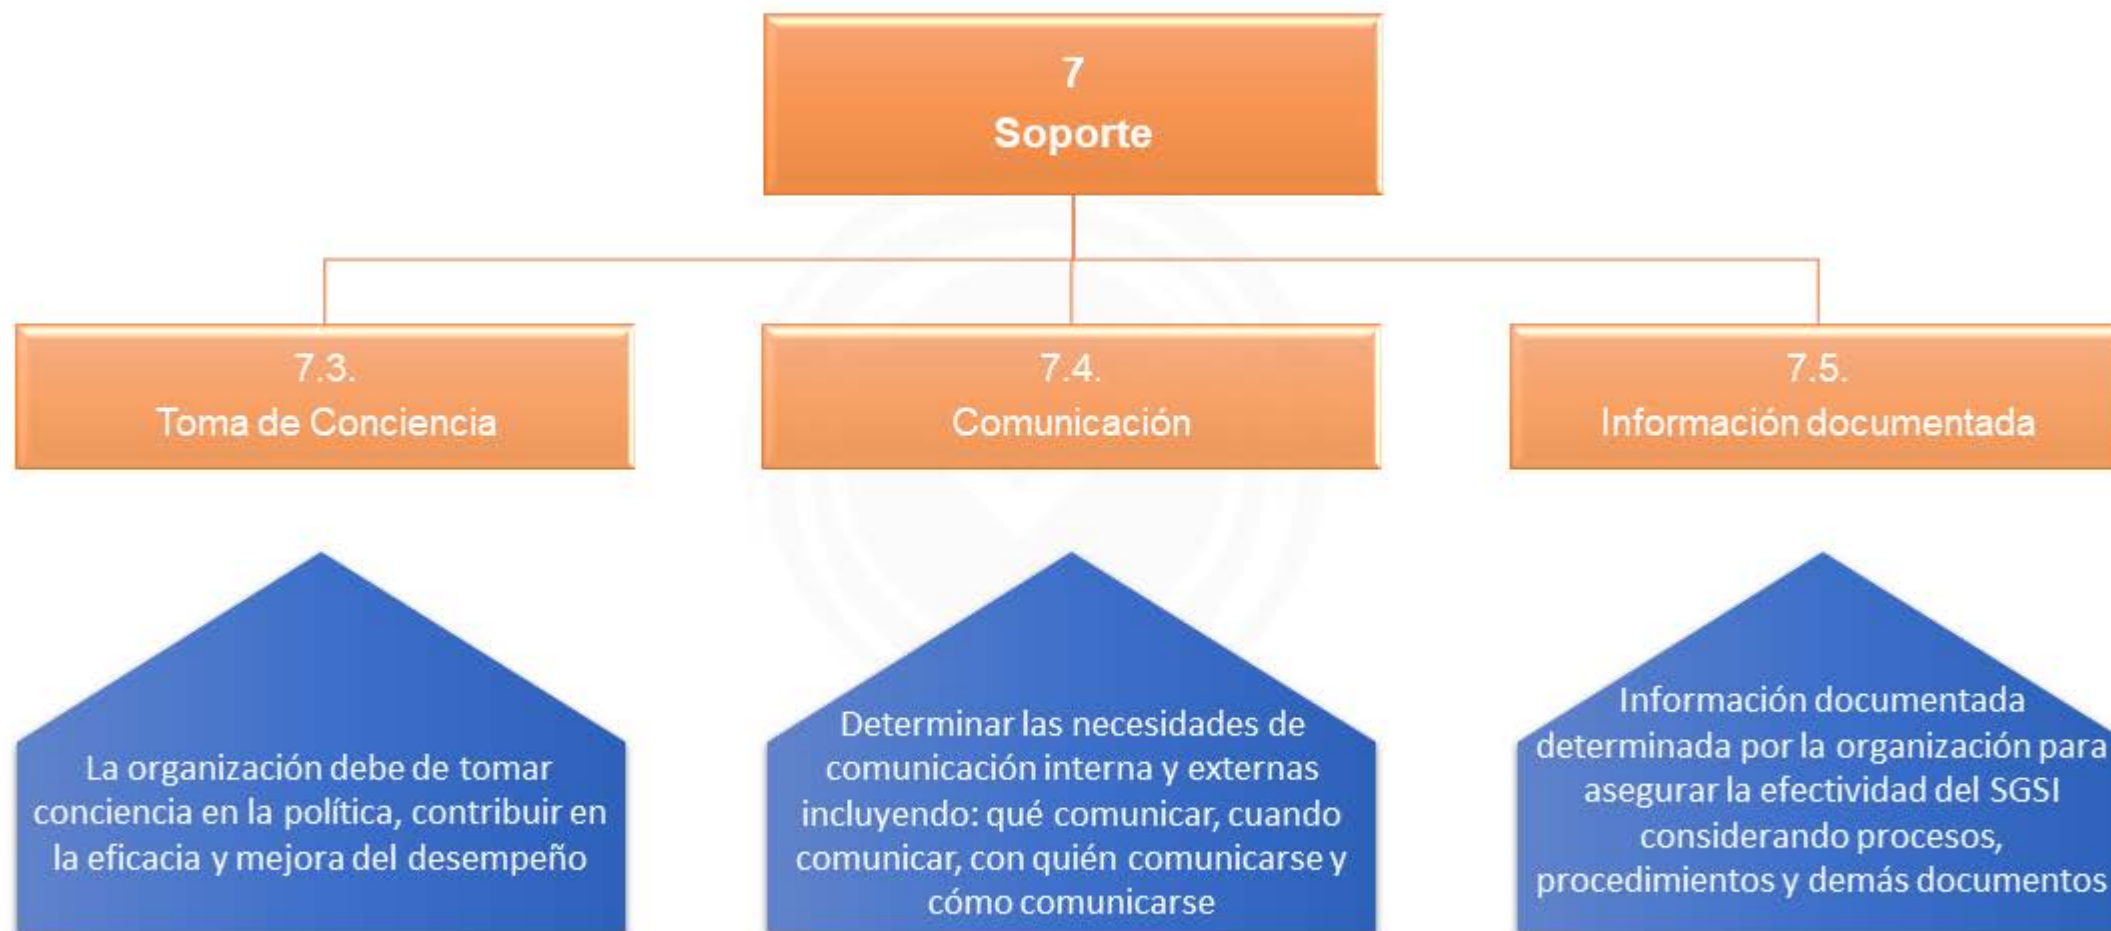 7
Soporte
7.3.
Toma de Conciencia
7.4.
Comunicación
7.5.
Información documentada
La organización debe de tomar
conciencia en la política, contribuir en
la eficacia y mejora del desempeño
Determinar las necesidades de
comunicación interna y externas
incluyendo: qué comunicar, cuando
comunicar, con quién comunicarse y
cómo comunicarse
Información documentada
determinada por la organización para
asegurar la efectividad del SGSI
considerando procesos,
procedimientos y demás documentos